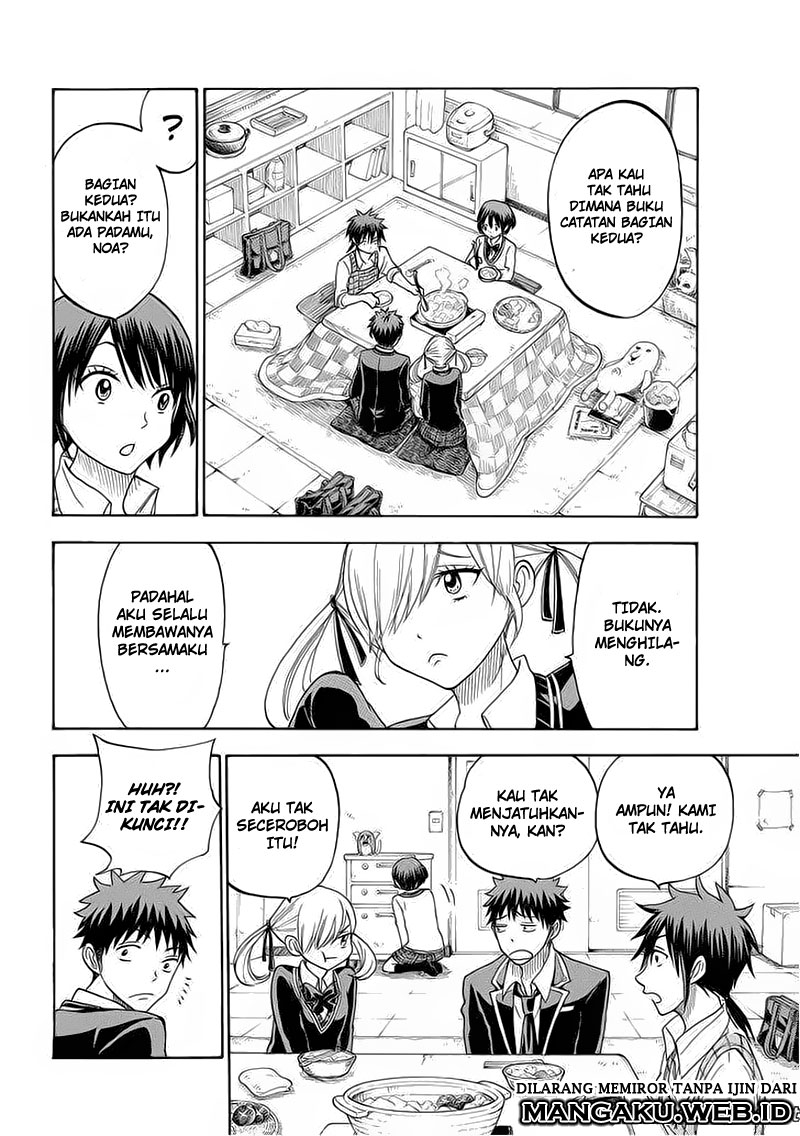 APA KAU
TAK TAHU
DIMANA BUKU
CATATAN BAGIAN
KEDUA?
?
BAGIAN
KEDUA?
BUKANKAH ITU
ADA PADAMU,
NOA?
TIDAK.
BUKUNYA
MENGHILA-
NG.
PADAHAL
AKU SELALU
MEMBAWANYA
BERSAMAKU
...
YA
AMPUN! KAMI
TAK TAHU.
KAU TAK
MENJATUHKAN-
NYA, KAN?
AKU TAK
SECEROBOH
ITU!
HUH?!
INI TAK DI-
KUNCI!!
DILARANG MEMIROR TANPA IJIN DARI
MANGAKU.WEB.ID